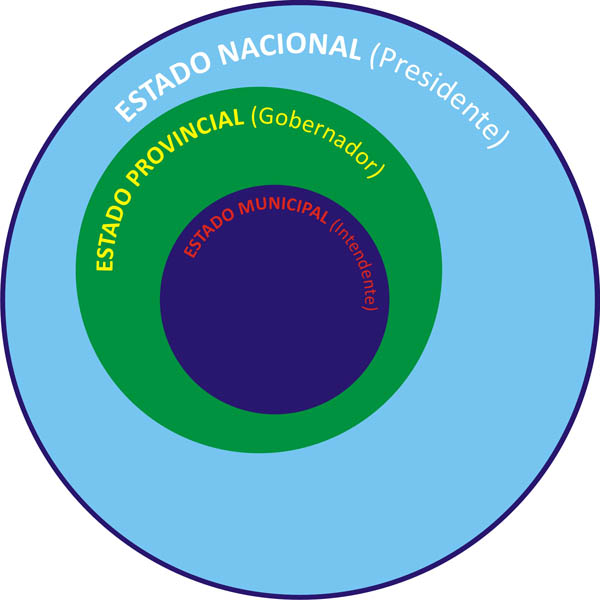 ESTADO NACIONAL (Presidente)
ESTADO PROVINCIAL (Gobernador)
ESTADO MUNICIPAL (Intendente)